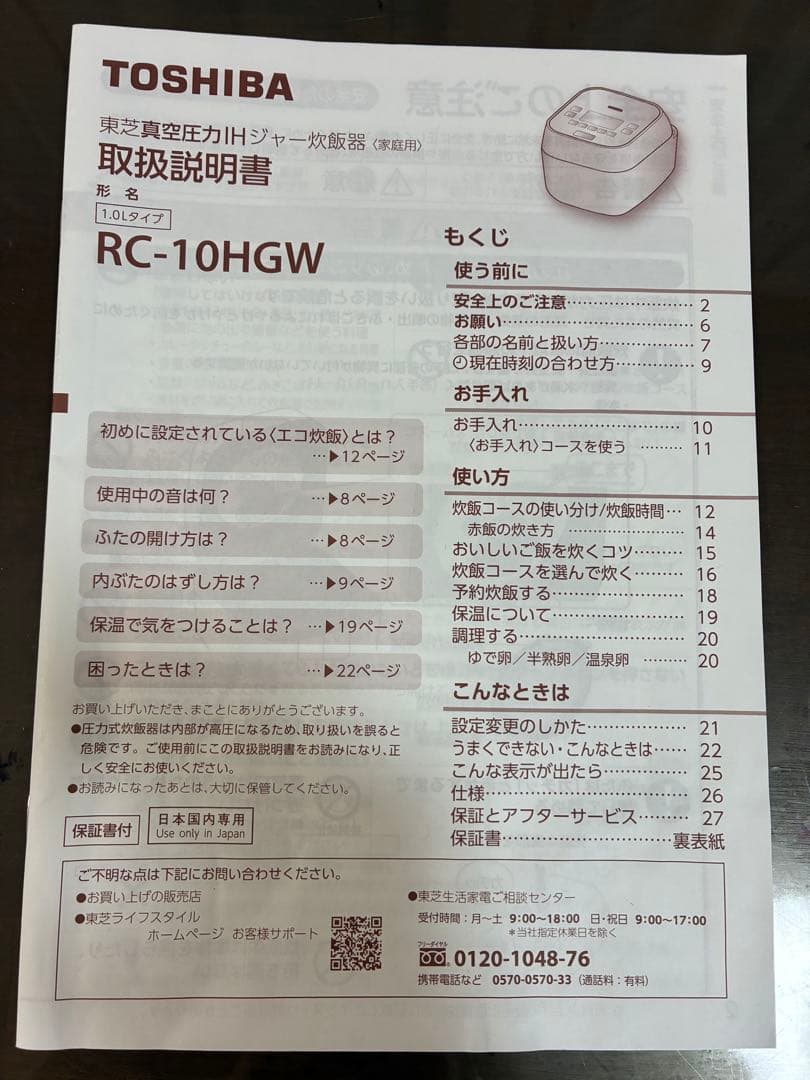 TOSHIBA
東芝真空圧力IHジャー炊飯器〈家庭用〉
取扱説明書
形 名
1.0Lタイプ
RC-10HGW
初めに設定されている〈エコ炊飯〉とは?
…▶12ページ
使用中の音は何? …▶8ページ
ふたの開け方は? …▶8ページ
内ぶたのはずし方は? …▶9ページ
保温で気をつけることは? …▶19ページ
困ったときは? …▶22ページ
お買い上げいただき、まことにありがとうございます。
●圧力式炊飯器は内部が高圧になるため、取り扱いを誤ると
危険です。ご使用前にこの取扱説明書をお読みになり、正
しく安全にお使いください。
●お読みになったあとは、大切に保管してください。
保証書付
日本国内専用
Use only in Japan
もくじ
使う前に
安全上のご注意………………… 2
お願い………………………… 6
各部の名前と扱い方…………… 7
現在時刻の合わせ方………… 9
お手入れ
お手入れ……………………… 10
〈お手入れ〉コースを使う ……… 11
使い方
炊飯コースの使い分け/炊飯時間… 12
赤飯の炊き方 ……………… 14
おいしいご飯を炊くコツ……… 15
炊飯コースを選んで炊く……… 16
予約炊飯する………………… 18
保温について………………… 19
調理する……………………… 20
ゆで卵/半熟卵/温泉卵 ……… 20
こんなときは
設定変更のしかた…………… 21
うまくできない・こんなときは…… 22
こんな表示が出たら………… 25
仕様…………………………… 26
保証とアフターサービス……… 27
保証書………………………裏表紙
ご不明な点は下記にお問い合わせください。
●お買い上げの販売店
●東芝ライフスタイル
ホームページ お客様サポート
●東芝生活家電ご相談センター
受付時間:月〜土 9:00〜18:00 日・祝日 9:00〜17:00
*当社指定休業日を除く
フリーダイヤル
0120-1048-76
携帯電話など 0570-0570-33(通話料:有料)